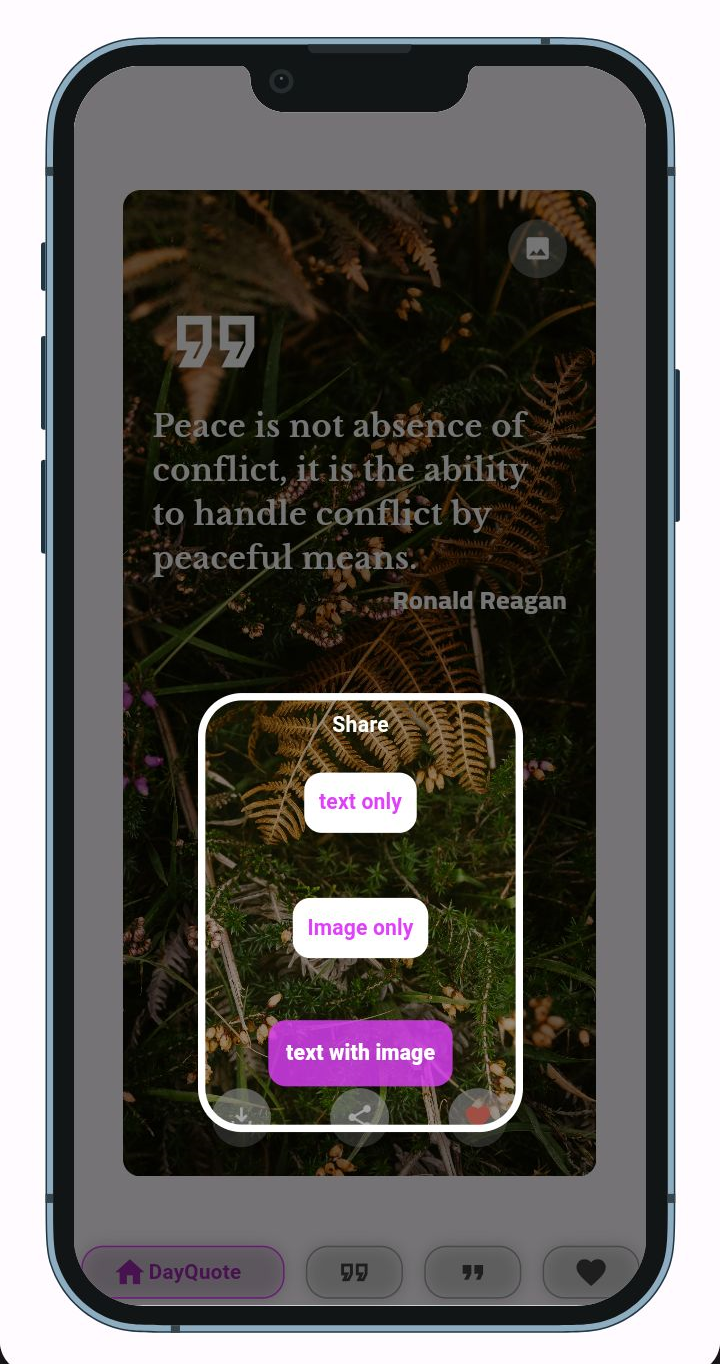 Peace is not absence of
conflict, it is the ability
to handle conflict by
peaceful means.
Ronald Reagan
Share
text only
Image only
text with image
DayQuote